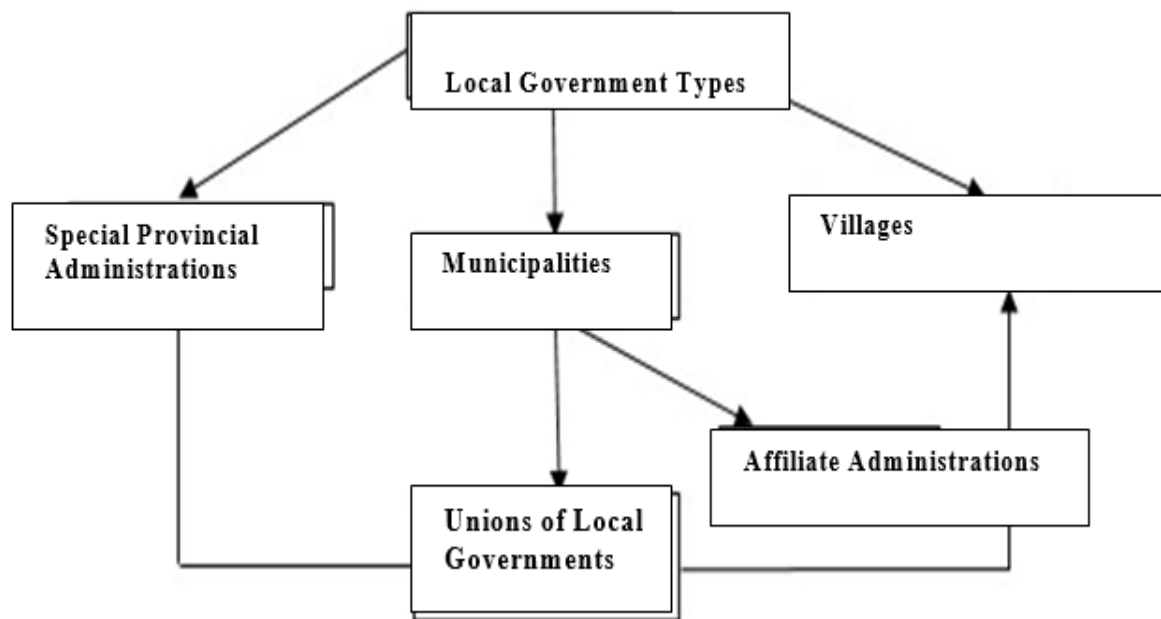 Local Government Types
Special Provincial
Administrations
Municipalities
Villages
Affiliate Administrations
Unions of Local
Governments